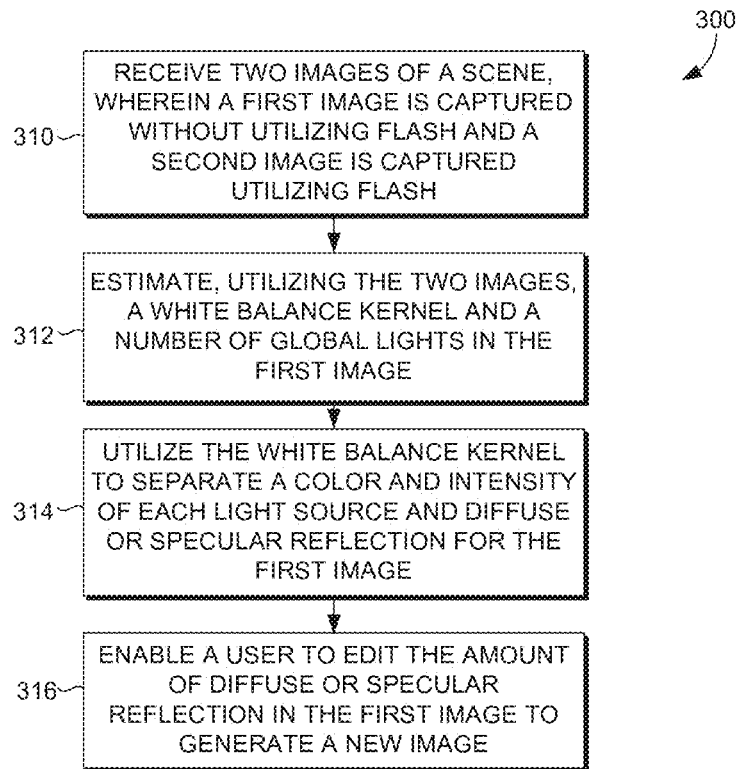 300
RECEIVE TWO IMAGES OF A SCENE,
WHEREIN A FIRST IMAGE IS CAPTURED
WITHOUT UTILIZING FLASH AND A
SECOND IMAGE IS CAPTURED
UTILIZING FLASH
310
ESTIMATE, UTILIZING THE TWO IMAGES,
A WHITE BALANCE KERNEL AND A
NUMBER OF GLOBAL LIGHTS IN THE
FIRST IMAGE
312
UTILIZE THE WHITE BALANCE KERNEL
TO SEPARATE A COLOR AND INTENSITY
OF EACH LIGHT SOURCE AND DIFFUSE
OR SPECULAR REFLECTION FOR THE
FIRST IMAGE
314
ENABLE A USER TO EDIT THE AMOUNT
OF DIFFUSE OR SPECULAR
REFLECTION IN THE FIRST IMAGE TO
GENERATE A NEW IMAGE
316